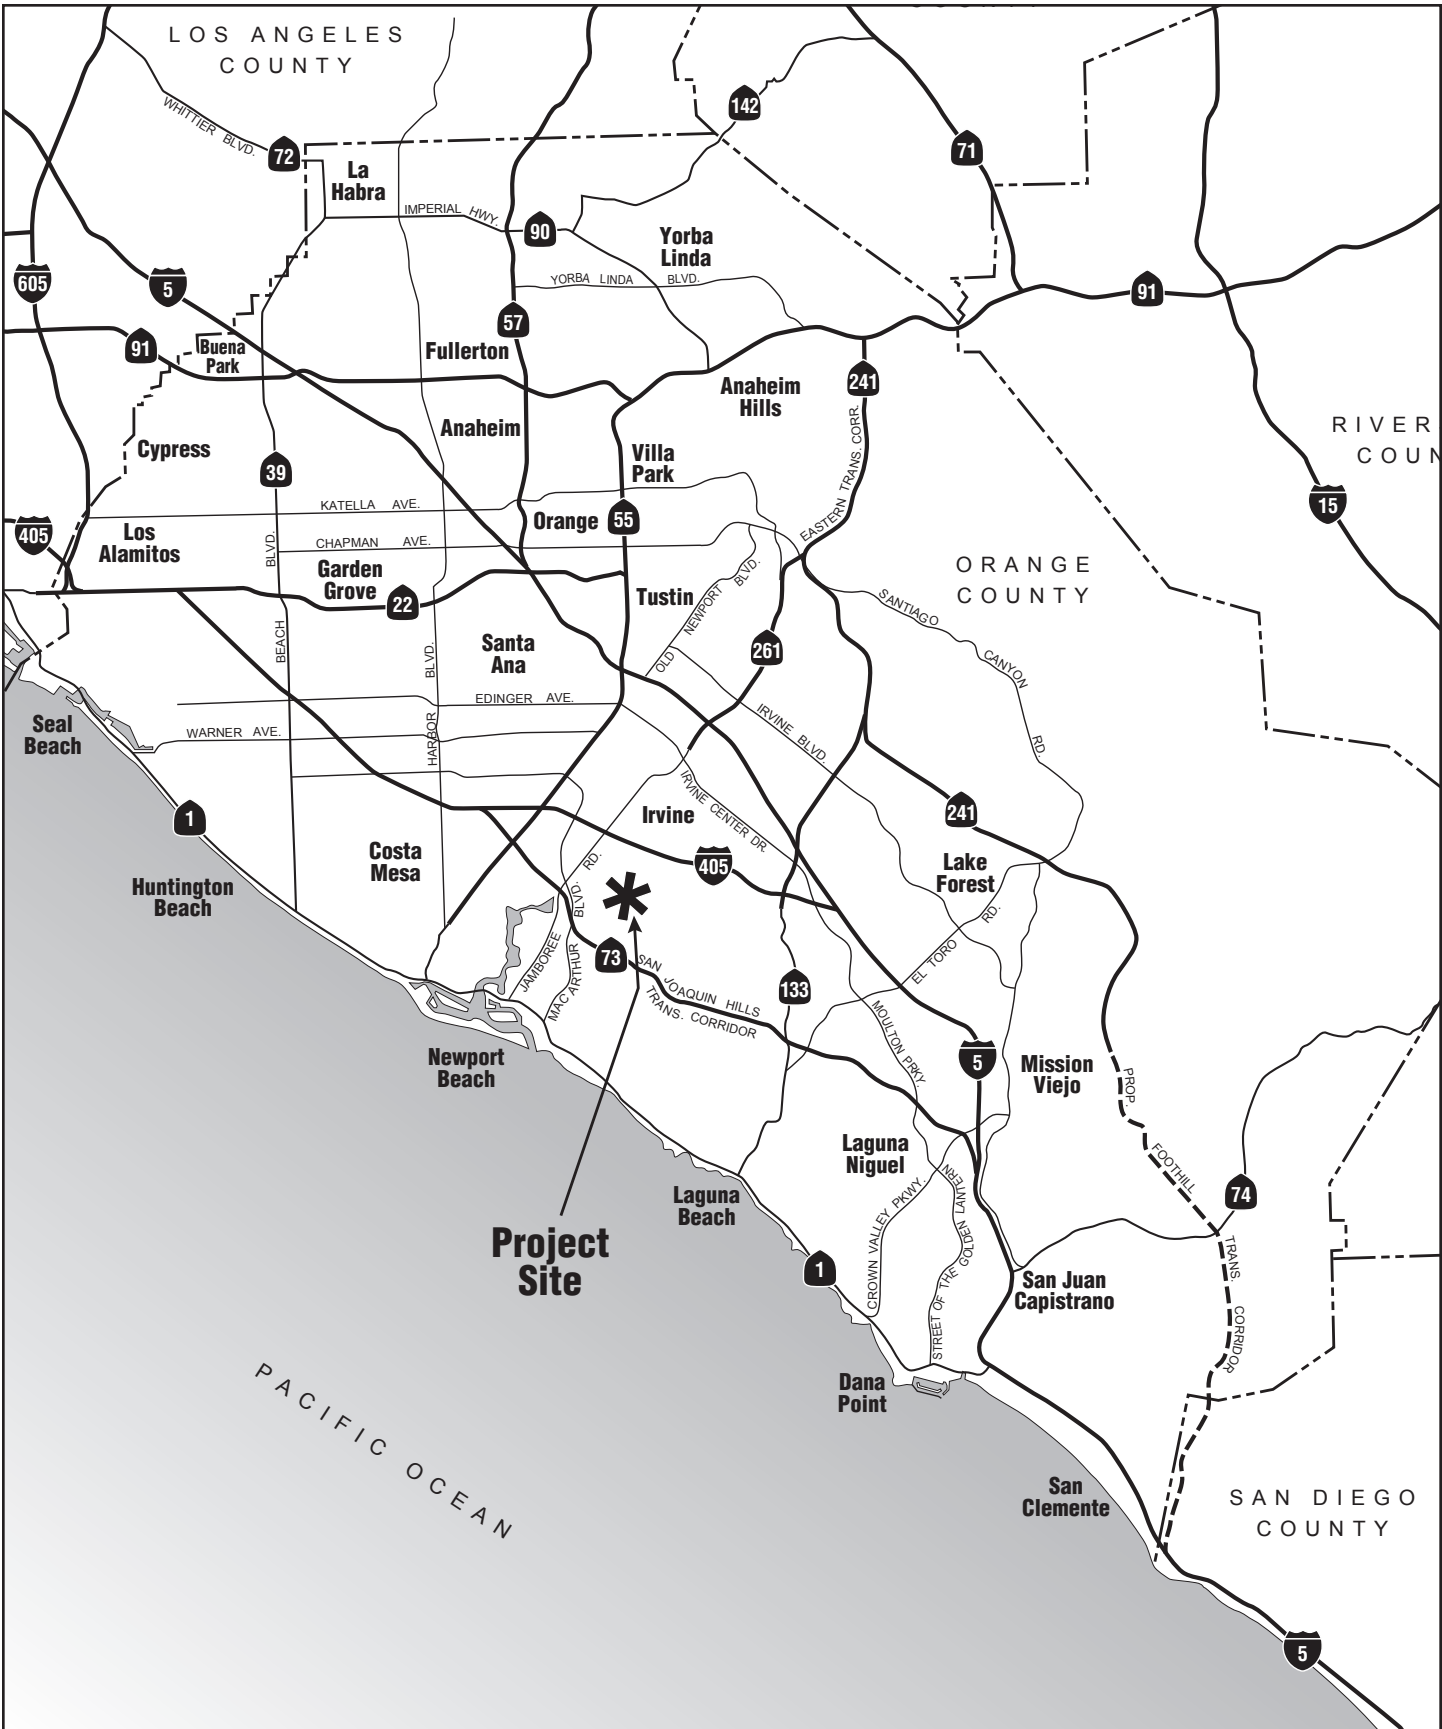 LOS ANGELES
COUNTY
WHITTIER BLVD.
72
142
71
La
Habra
IMPERIAL HWY.
90
Yorba
Linda
YORBA LINDA BLVD.
605
5
91
91
57
Buena
Park
Fullerton
Anaheim
Hills
241
EASTERN TRANS. CORR.
Anaheim
Cypress
Villa
Park
39
RIVER
COUN
15
KATELLA AVE.
Orange
55
405
Los
Alamitos
BLVD.
CHAPMAN AVE.
Garden
Grove
22
ORANGE
COUNTY
Tustin
OLD NEWPORT BLVD.
SANTIAGO CANYON RD.
261
BEACH
Santa
Ana
HARBOR BLVD.
EDINGER AVE.
WARNER AVE.
IRVINE BLVD.
Seal
Beach
1
Irvine
IRVINE CENTER DR.
241
Costa
Mesa
405
Lake
Forest
Huntington
Beach
JAMBOREE RD.
MAC ARTHUR BLVD.
73
SAN JOAQUIN HILLS
TRANS. CORRIDOR
133
EL TORO RD.
MOULTON PRKY.
5
Newport
Beach
Mission
Viejo
PROP. FOOTHILL TRANS. CORRIDOR
Laguna
Niguel
74
Laguna
Beach
CROWN VALLEY PKWY.
STREET OF THE GOLDEN LANTERN
Project
Site
1
San Juan
Capistrano
Dana
Point
PACIFIC OCEAN
San
Clemente
SAN DIEGO
COUNTY
5